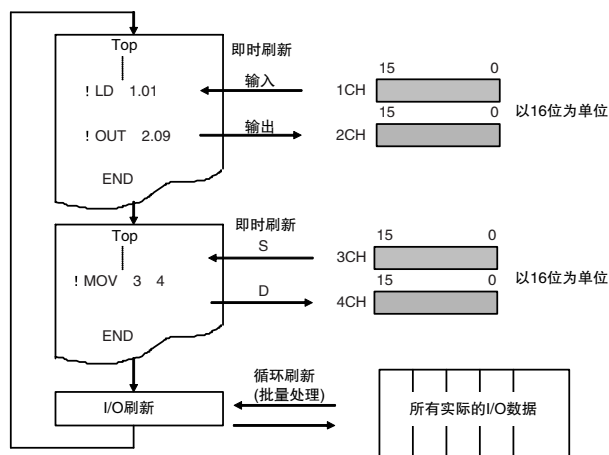 Top
即时刷新
! LD 1.01
输入
15 0
1CH
! OUT 2.09
输出
15 0
2CH
以16位为单位
END
Top
即时刷新
S
15 0
3CH
! MOV 3 4
D
15 0
4CH
以16位为单位
END
I/O刷新
循环刷新
(批量处理)
所有实际的I/O数据